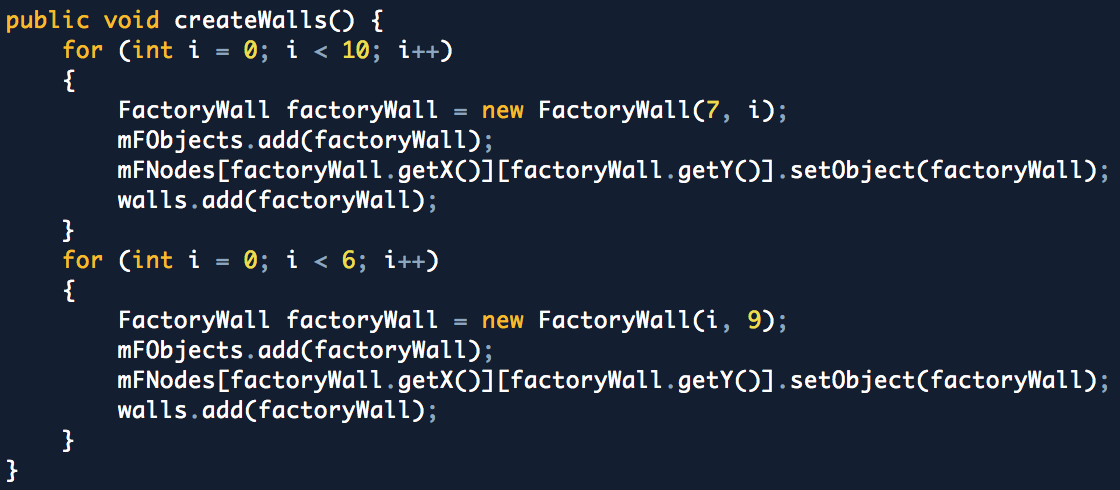 public void createWalls() {
    for (int i = 0; i < 10; i++)
    {
        FactoryWall factoryWall = new FactoryWall(7, i);
        mFObjects.add(factoryWall);
        mFNodes[factoryWall.getX()][factoryWall.getY()].setObject(factoryWall);
        walls.add(factoryWall);
    }
    for (int i = 0; i < 6; i++)
    {
        FactoryWall factoryWall = new FactoryWall(i, 9);
        mFObjects.add(factoryWall);
        mFNodes[factoryWall.getX()][factoryWall.getY()].setObject(factoryWall);
        walls.add(factoryWall);
    }
}